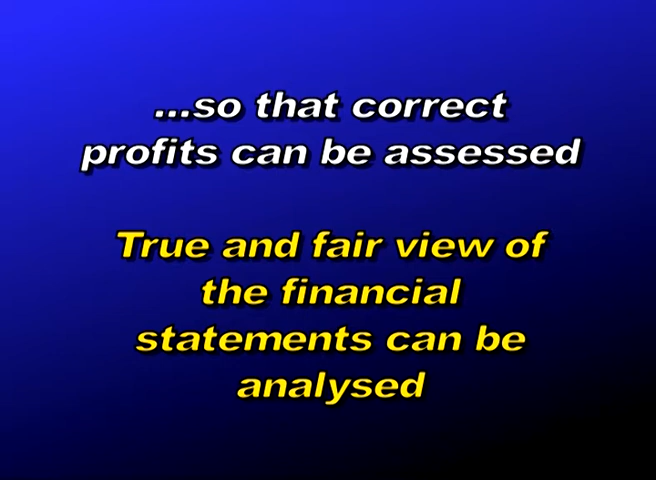 ...so that correct
profits can be assessed
True and fair view of
the financial
statements can be
analysed